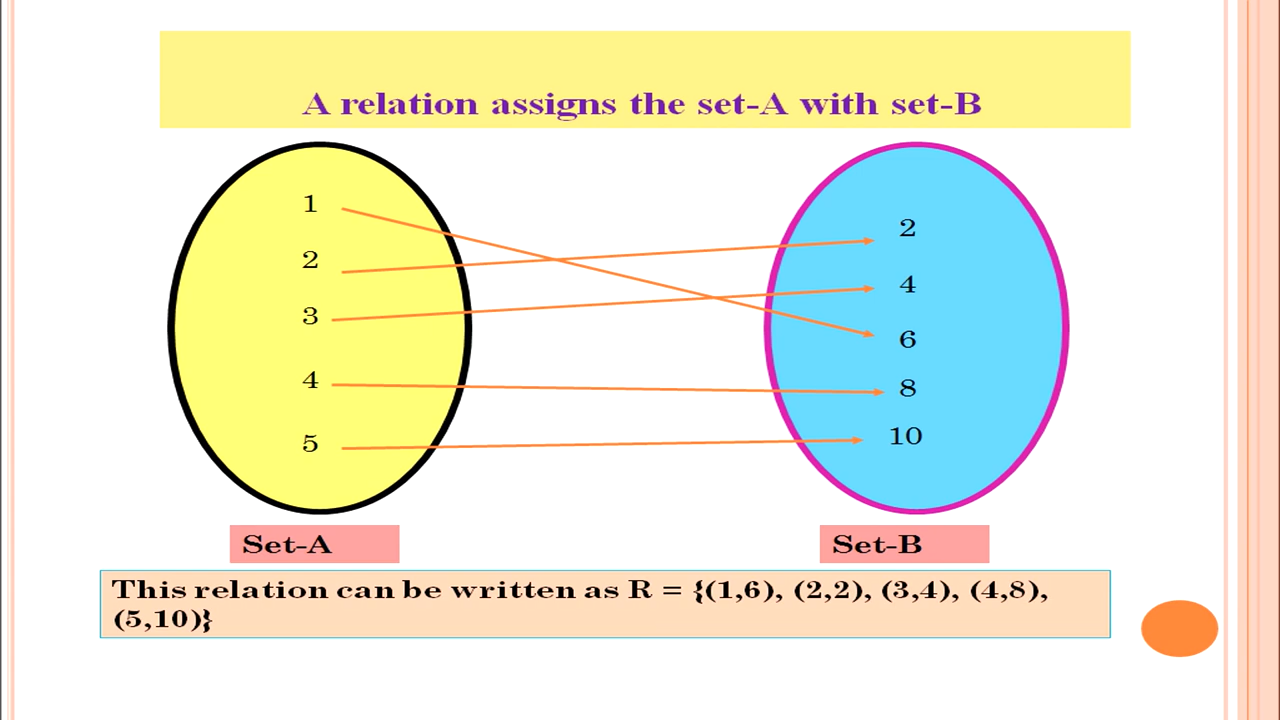 A relation assigns the set-A with set-B
1
2
3
4
5
2
4
6
8
10
Set-A
Set-B
This relation can be written as R = {(1,6), (2,2), (3,4), (4,8),
(5,10)}